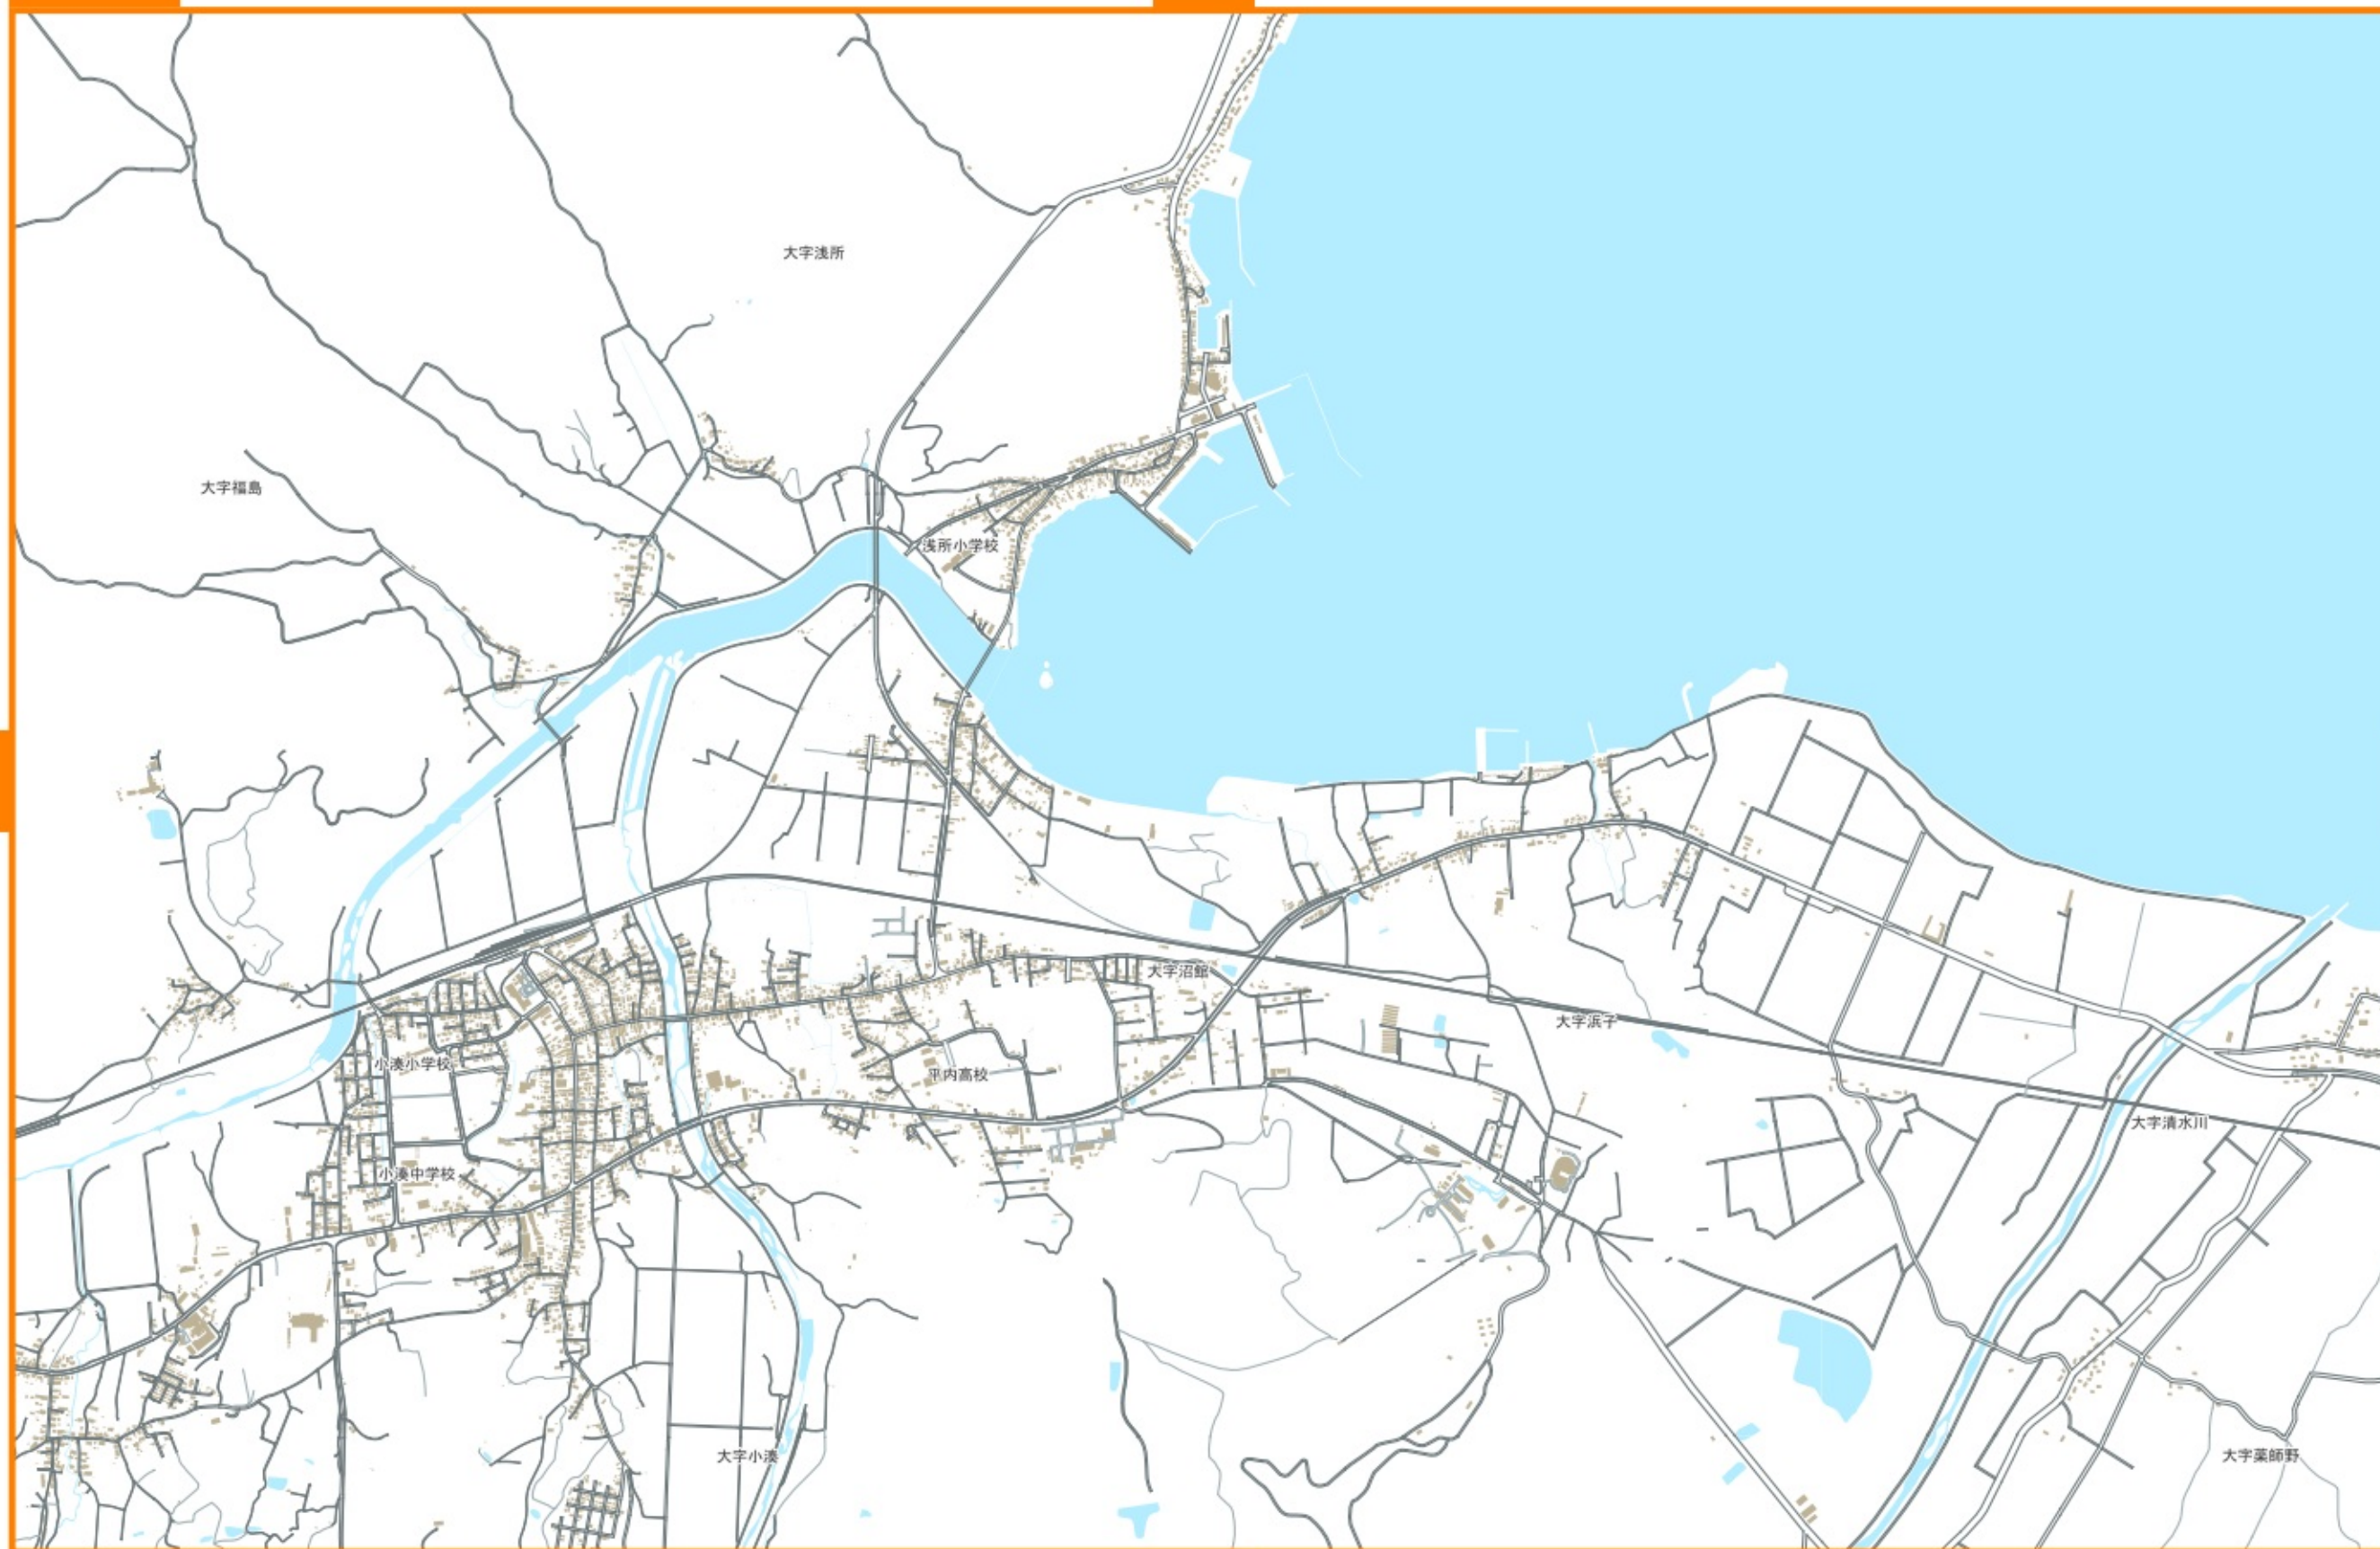 大字浅所
大字福島
浅所小学校
大字沼館
大字浜子
小湊小学校
平内高校
大字清水川
小湊中学校
大字小湊
大字薬師野